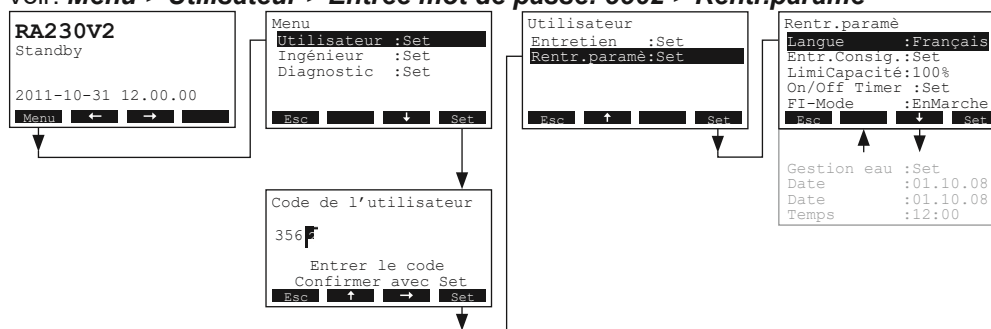 voir: Menu > Utilisateur > Entrée mot de passe: 3562 > Rentr.paramè
RA230V2
Standby
2011-10-31 12.00.00
Menu ← →
Menu
Utilisateur :Set
Ingénieur :Set
Diagnostic :Set
Esc ↓ Set
Code de l'utilisateur
356
Entrer le code
Confirmer avec Set
Esc ↑ → Set
Utilisateur
Entretien :Set
Rentr.paramè:Set
Esc ↑ Set
Rentr.paramè
Langue :Français
Entr.Consig.:Set
LimiCapacité:100%
On/Off Timer :Set
FI-Mode :EnMarche
Esc ↓ Set
Gestion eau :Set
Date :01.10.08
Date :01.10.08
Temps :12:00